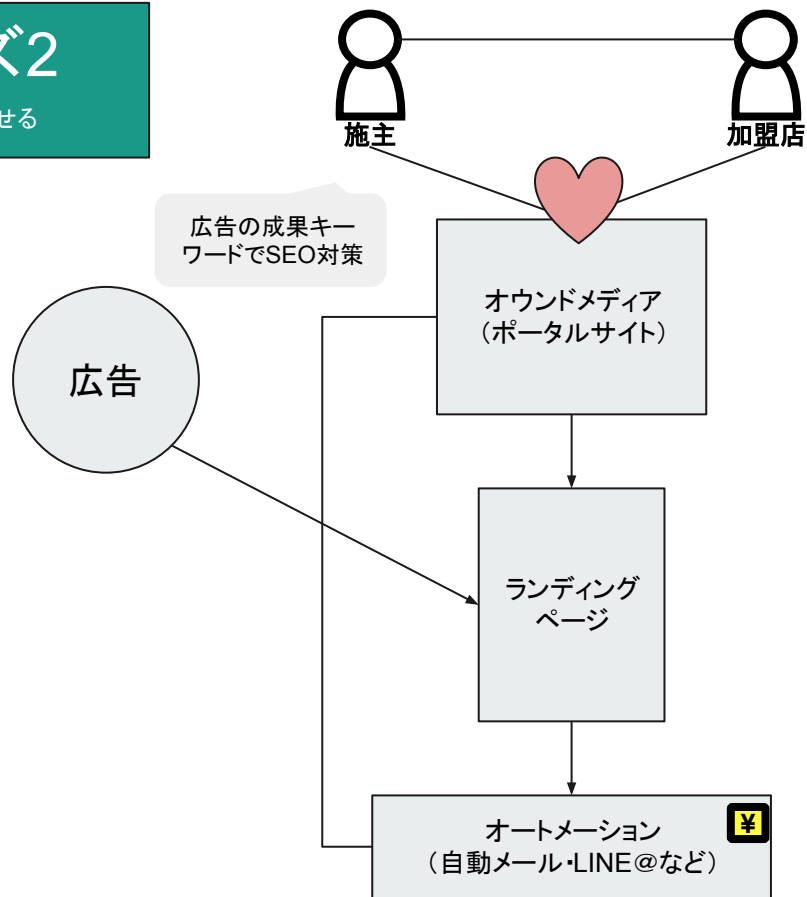 ズ2
せる
施主
加盟店
広告の成果キー
ワードでSEO対策
オウンドメディア
（ポータルサイト）
広告
ランディング
ページ
¥
オートメーション
（自動メール・LINE@など）